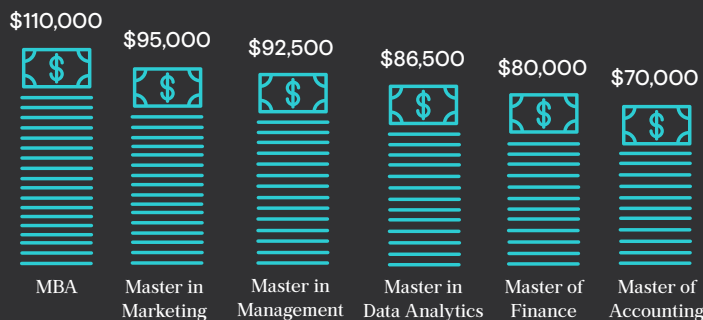 $110,000
$95,000
$92,500
$86,500
$80,000
$70,000
$
$
$
$
$
$
MBA
Master in
Marketing
Master in
Management
Master in
Data Analytics
Master of
Finance
Master of
Accounting